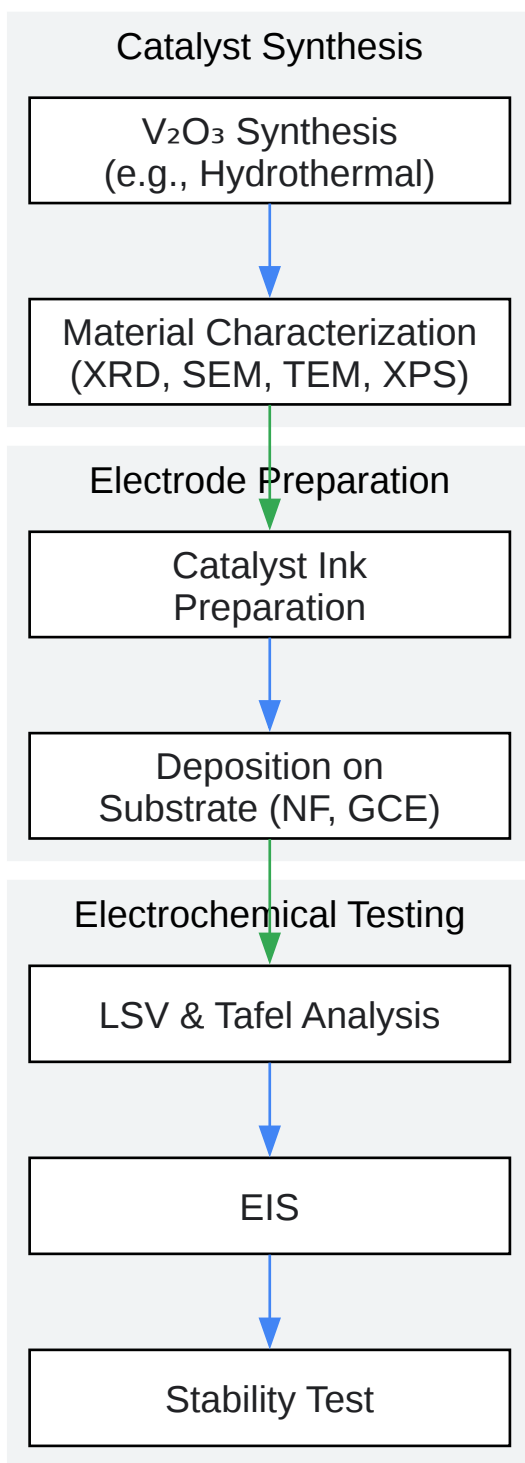 Catalyst Synthesis
V₂O₃ Synthesis
(e.g., Hydrothermal)
Material Characterization
(XRD, SEM, TEM, XPS)
Electrode Preparation
Catalyst Ink
Preparation
Deposition on
Substrate (NF, GCE)
Electrochemical Testing
LSV & Tafel Analysis
EIS
Stability Test